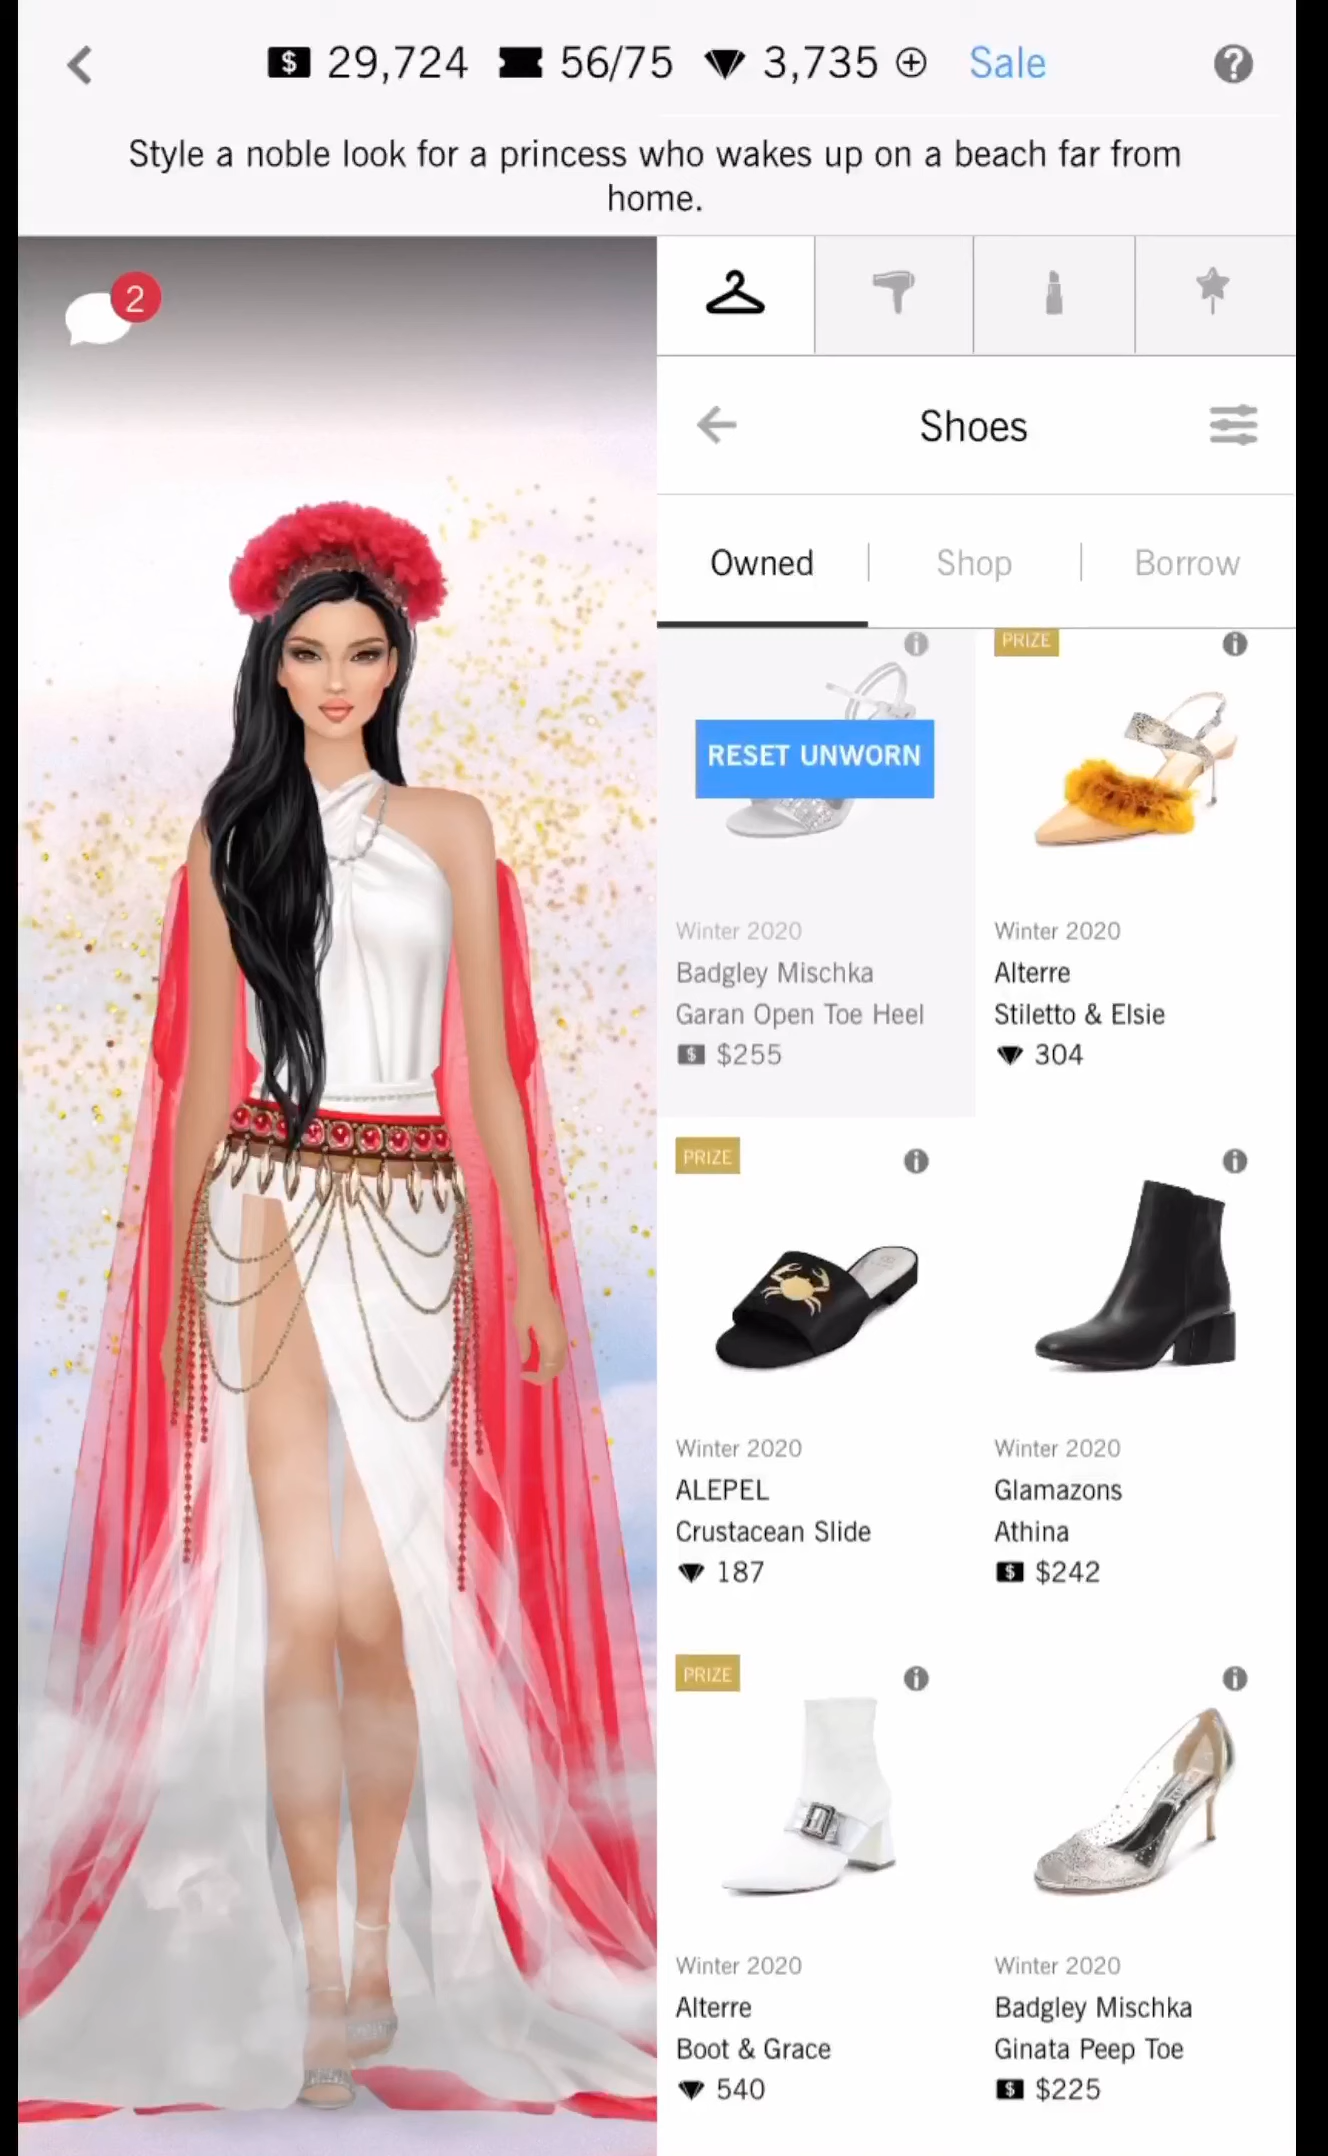 $ 29,724 56/75 3,735 Sale ?
Style a noble look for a princess who wakes up on a beach far from
home.
2
Shoes
Owned Shop Borrow
RESET UNWORN
Winter 2020
Badgley Mischka
Garan Open Toe Heel
$ $255
PRIZE
Winter 2020
Alterre
Stiletto & Elsie
304
PRIZE
Winter 2020
ALEPEL
Crustacean Slide
187
Winter 2020
Glamazons
Athina
$ $242
PRIZE
Winter 2020
Alterre
Boot & Grace
540
Winter 2020
Badgley Mischka
Ginata Peep Toe
$ $225